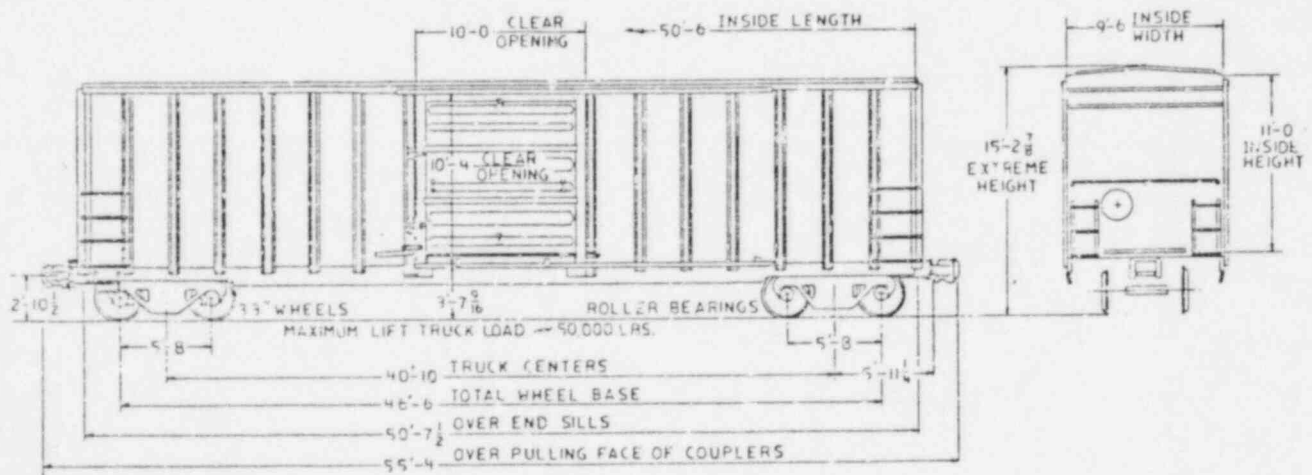 10-0 CLEAR OPENING
50'-6 INSIDE LENGTH
9'-6 INSIDE WIDTH
15'-2 7/8 EXTREME HEIGHT
11-0 INSIDE HEIGHT
10'-4 CLEAR OPENING
2'-10 1/2
33" WHEELS
3'-7 9/16
ROLLER BEARINGS
MAXIMUM LIFT TRUCK LOAD — 50,000 LBS.
5'-8
5'-8
40'-10 TRUCK CENTERS
5'-11 1/4
46'-6 TOTAL WHEEL BASE
50'-7 1/2 OVER END SILLS
55'-4 OVER PULLING FACE OF COUPLERS